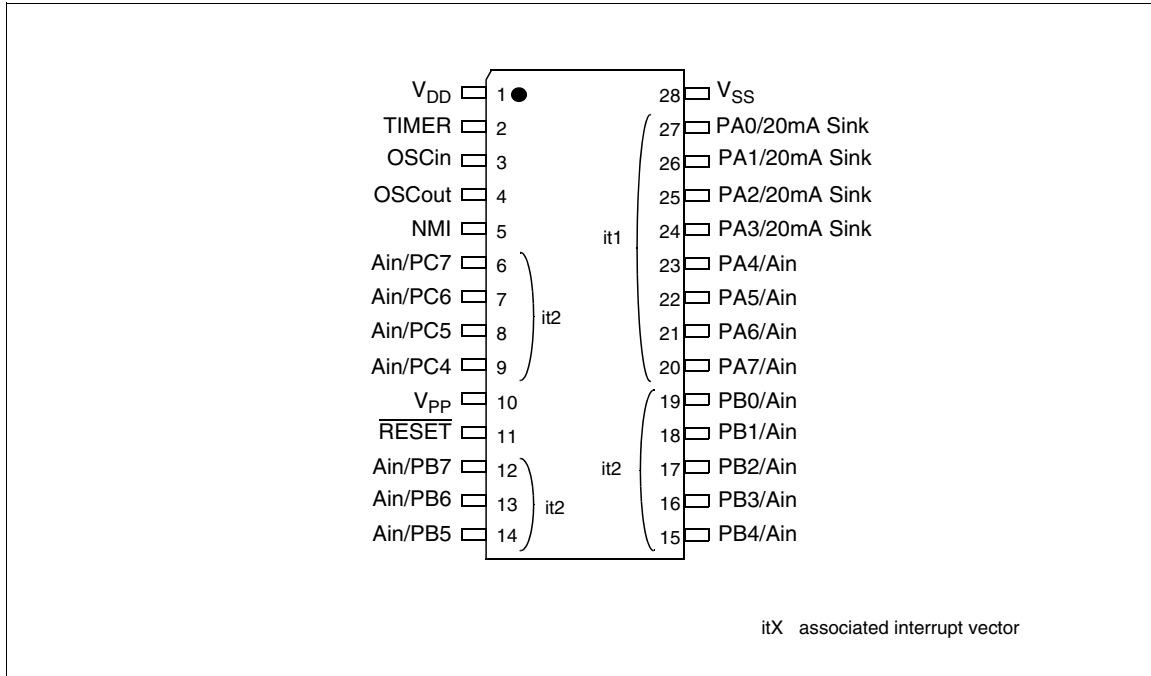 V_DD 1 28 V_SS
TIMER 2 27 PA0/20mA Sink
OSCin 3 26 PA1/20mA Sink
OSCout 4 25 PA2/20mA Sink
NMI 5 it1 24 PA3/20mA Sink
Ain/PC7 6 23 PA4/Ain
Ain/PC6 7 it2 22 PA5/Ain
Ain/PC5 8 21 PA6/Ain
Ain/PC4 9 20 PA7/Ain
V_PP 10 19 PB0/Ain
RESET 11 18 PB1/Ain
Ain/PB7 12 it2 17 PB2/Ain
Ain/PB6 13 it2 16 PB3/Ain
Ain/PB5 14 15 PB4/Ain
itX associated interrupt vector